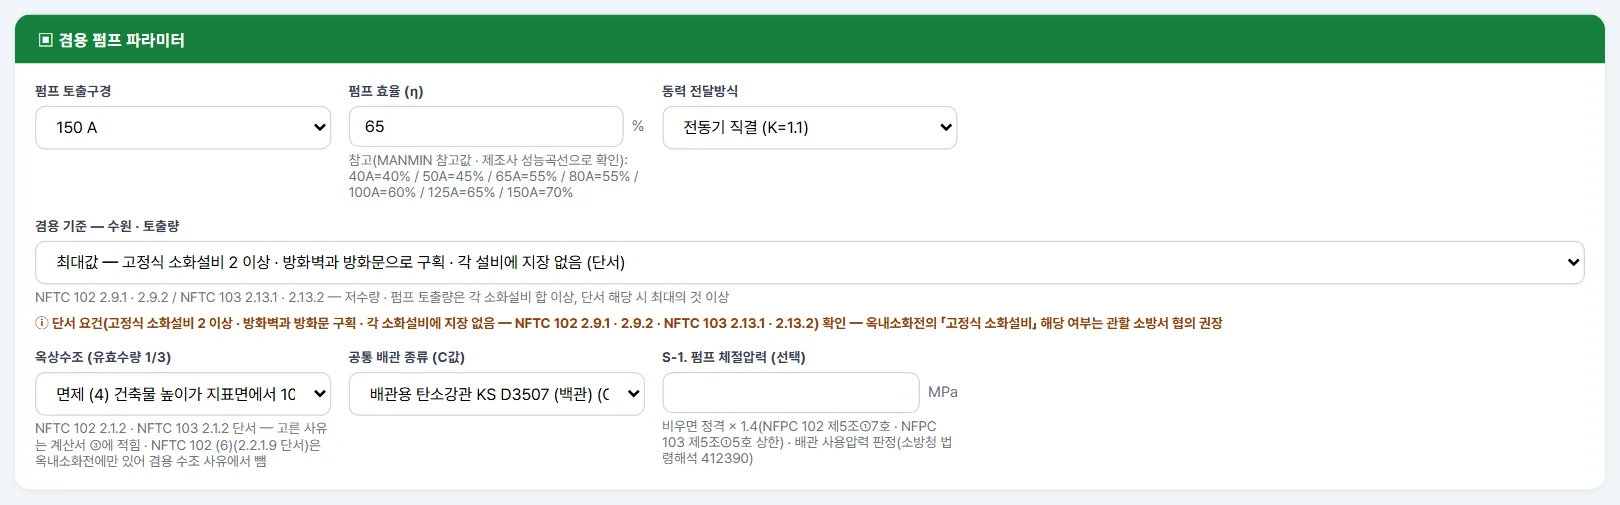 ▣ 겸용 펌프 파라미터
펌프 토출구경
펌프 효율 (η)
동력 전달방식
150 A
65
%
전동기 직결 (K=1.1)
참고(MANMIN 참고값 · 제조사 성능곡선으로 확인):
40A=40% / 50A=45% / 65A=55% / 80A=55% /
100A=60% / 125A=65% / 150A=70%
겸용 기준 — 수원 · 토출량
최대값 — 고정식 소화설비 2 이상 · 방화벽과 방화문으로 구획 · 각 설비에 지장 없음 (단서)
NFTC 102 2.9.1 · 2.9.2 / NFTC 103 2.13.1 · 2.13.2 — 저수량 · 펌프 토출량은 각 소화설비 합 이상, 단서 해당 시 최대의 것 이상
ⓘ 단서 요건(고정식 소화설비 2 이상 · 방화벽과 방화문 구획 · 각 소화설비에 지장 없음 — NFTC 102 2.9.1 · 2.9.2 · NFTC 103 2.13.1 · 2.13.2) 확인 — 옥내소화전의 「고정식 소화설비」 해당 여부는 관할 소방서 협의 권장
옥상수조 (유효수량 1/3)
공통 배관 종류 (C값)
S-1. 펌프 체절압력 (선택)
면제 (4) 건축물 높이가 지표면에서 10
배관용 탄소강관 KS D3507 (백관) (C
MPa
NFTC 102 2.1.2 · NFTC 103 2.1.2 단서 — 고른 사유
는 계산서 ③에 적힘 · NFTC 102 (6)(2.2.1.9 단서)은
옥내소화전에만 있어 겸용 수조 사유에서 뺌
비우면 정격 × 1.4(NFPC 102 제5조①7호 · NFPC
103 제5조①5호 상한) · 배관 사용압력 판정(소방청 법
령해석 412390)